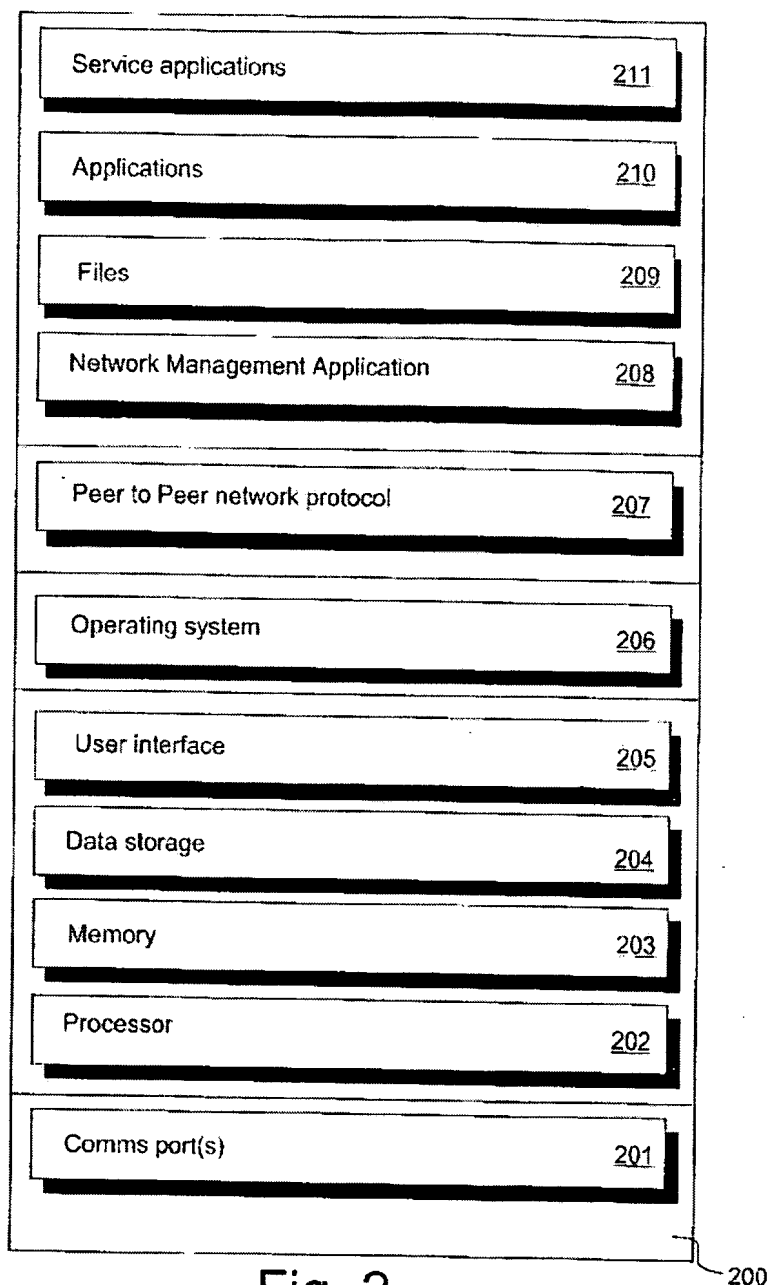 Service applications 211
Applications 210
Files 209
Network Management Application 208
Peer to Peer network protocol 207
Operating system 206
User interface 205
Data storage 204
Memory 203
Processor 202
Comms port(s) 201
200
Fig.